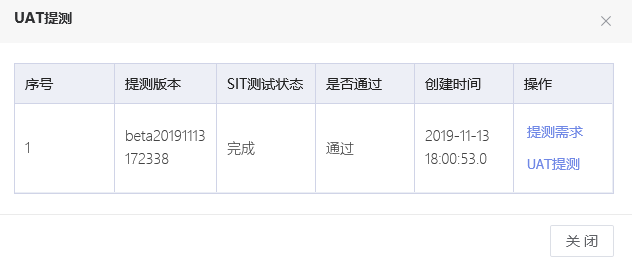 UAT提测
序号 提测版本 SIT测试状态 是否通过 创建时间 操作
1 beta20191113 完成 通过 2019-11-13 提测需求
172338 18:00:53.0 UAT提测
关 闭